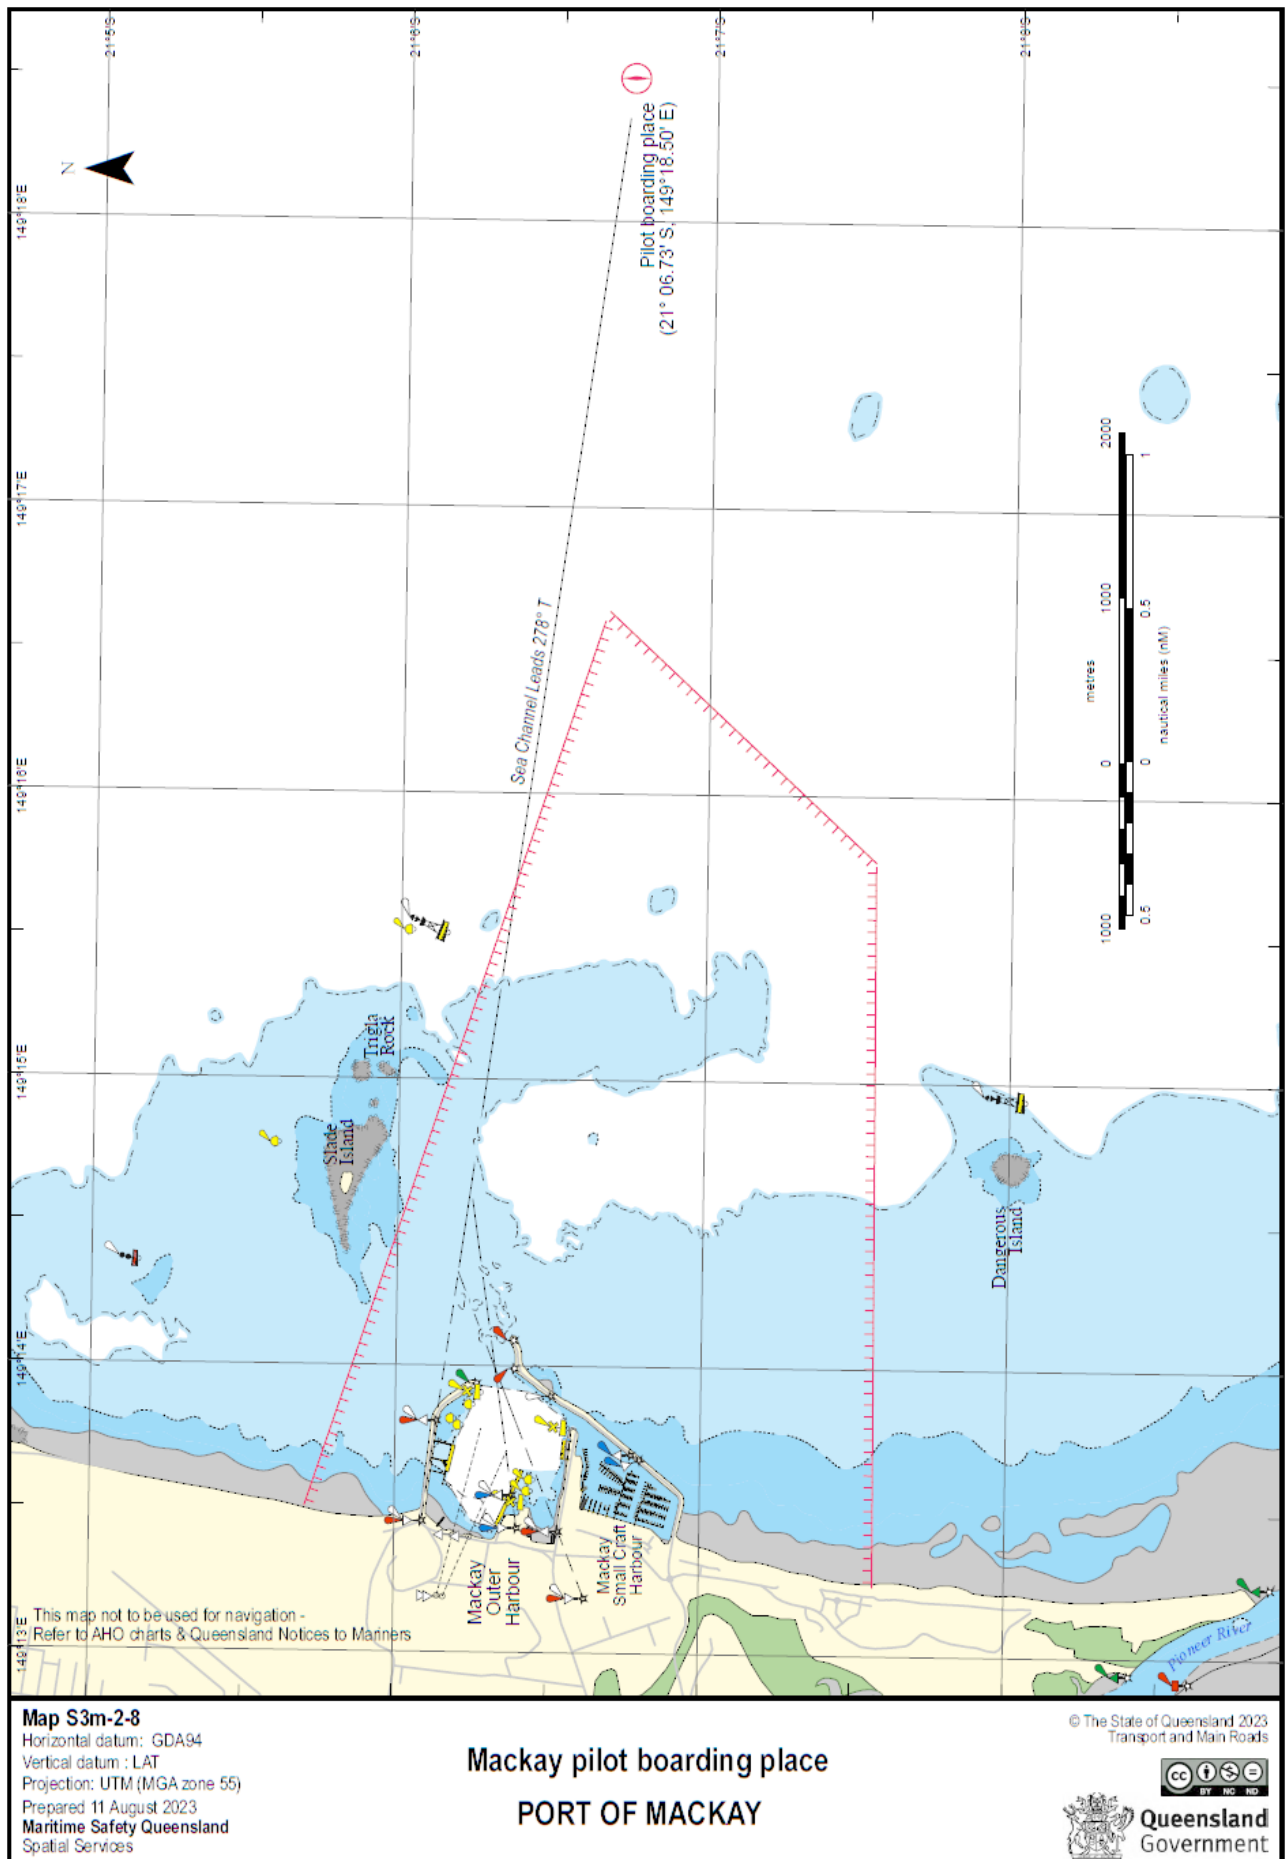 21°5'S
21°6'S
21°7'S
21°8'S
N
Pilot boarding place
(21° 06.73' S, 149°18.50' E)
149°18'E
149°17'E
149°16'E
149°15'E
149°14'E
149°13'E
Sea Channel Leads 278° T
1000
0
1000
2000
metres
0.5
0
0.5
1
nautical miles (nM)
Trigla
Rock
Slade
Island
Dangerous
Island
Mackay
Outer
Harbour
Mackay
Small Craft
Harbour
Pioneer River
This map not to be used for navigation -
Refer to AHO charts & Queensland Notices to Mariners
Map S3m-2-8
Horizontal datum: GDA94
Vertical datum : LAT
Projection: UTM (MGA zone 55)
Prepared 11 August 2023
Maritime Safety Queensland
Spatial Services
Mackay pilot boarding place
PORT OF MACKAY
© The State of Queensland 2023
Transport and Main Roads
cc
BY NC ND
Queensland
Government